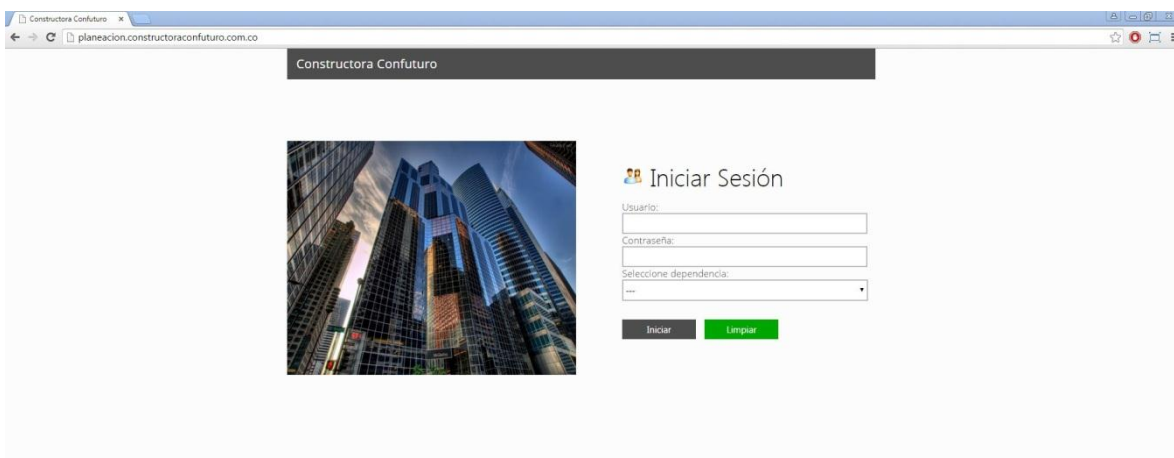 Constructora Confuturo
planeacion.constructoraconfuturo.com.co
Constructora Confuturo
Iniciar Sesión
Usuario:
Contraseña:
Seleccione dependencia:
---
Iniciar Limpiar